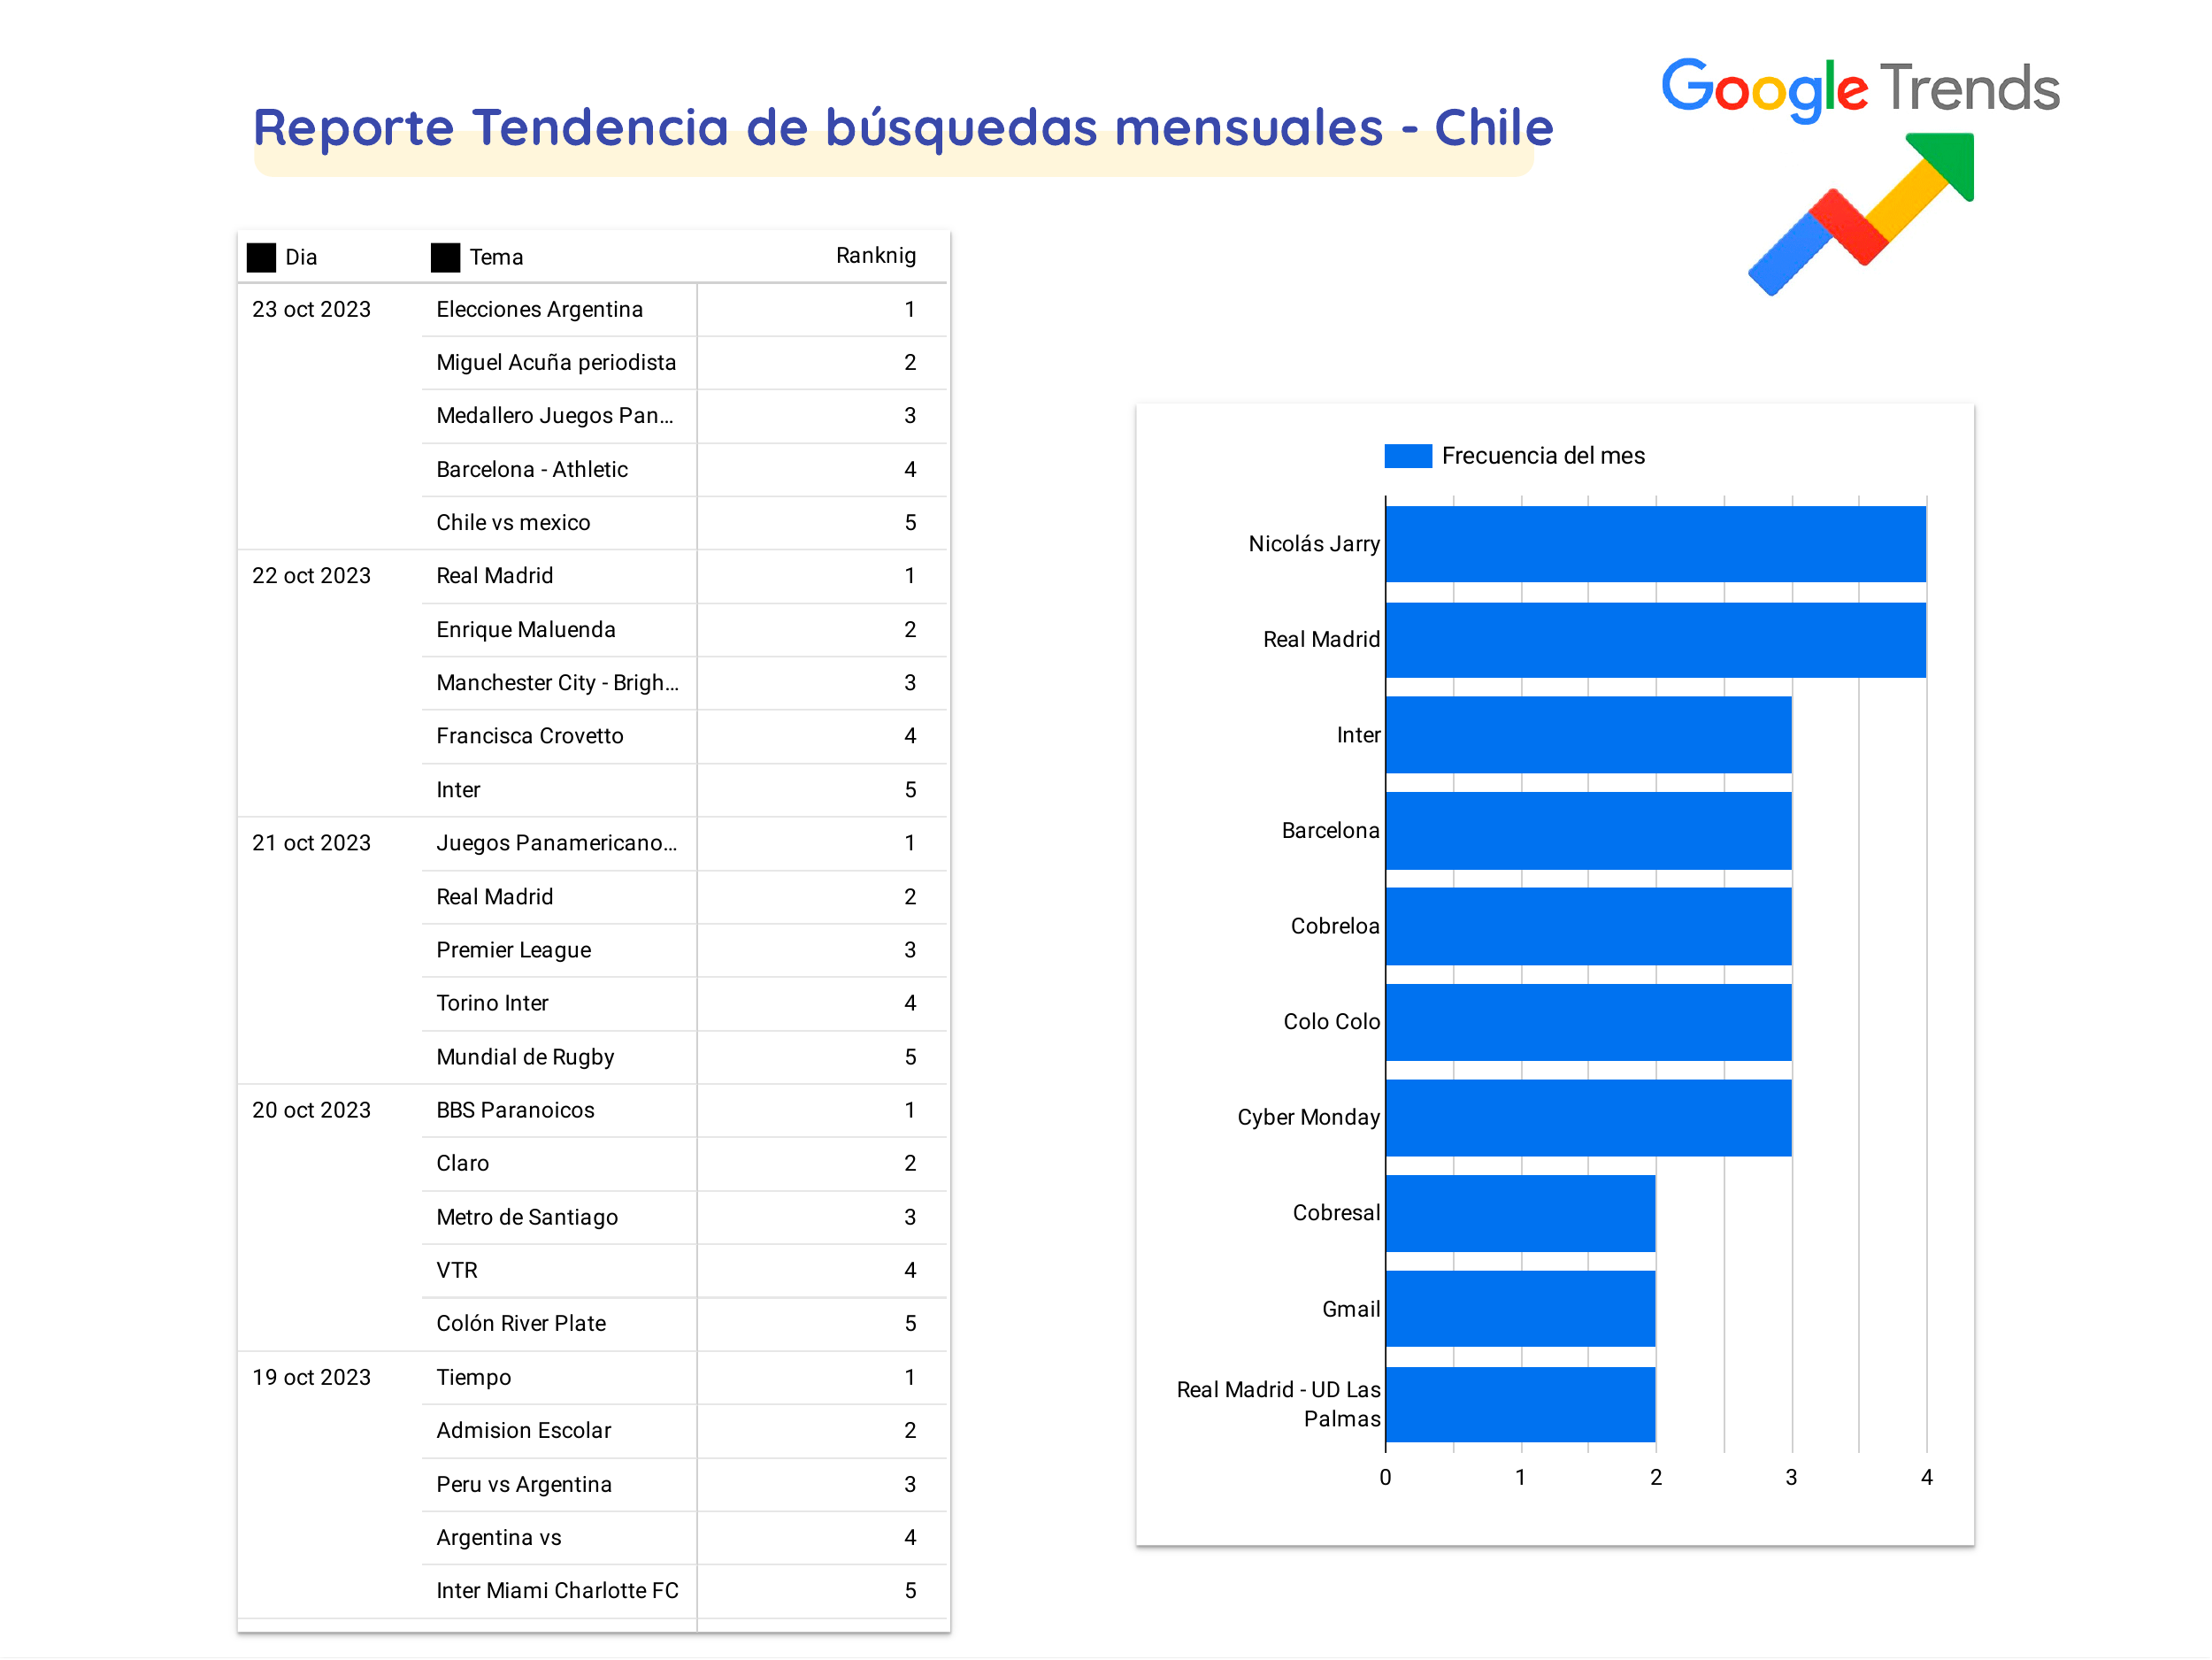 Google Trends
Reporte Tendencia de búsquedas mensuales - Chile
Dia Tema Ranknig
23 oct 2023 Elecciones Argentina 1
Miguel Acuña periodista 2
Medallero Juegos Pan... 3
Barcelona - Athletic 4
Chile vs mexico 5
22 oct 2023 Real Madrid 1
Enrique Maluenda 2
Manchester City - Brigh... 3
Francisca Crovetto 4
Inter 5
21 oct 2023 Juegos Panamericano... 1
Real Madrid 2
Premier League 3
Torino Inter 4
Mundial de Rugby 5
20 oct 2023 BBS Paranoicos 1
Claro 2
Metro de Santiago 3
VTR 4
Colón River Plate 5
19 oct 2023 Tiempo 1
Admision Escolar 2
Peru vs Argentina 3
Argentina vs 4
Inter Miami Charlotte FC 5
Frecuencia del mes
Nicolás Jarry
Real Madrid
Inter
Barcelona
Cobreloa
Colo Colo
Cyber Monday
Cobresal
Gmail
Real Madrid - UD Las
Palmas
0 1 2 3 4